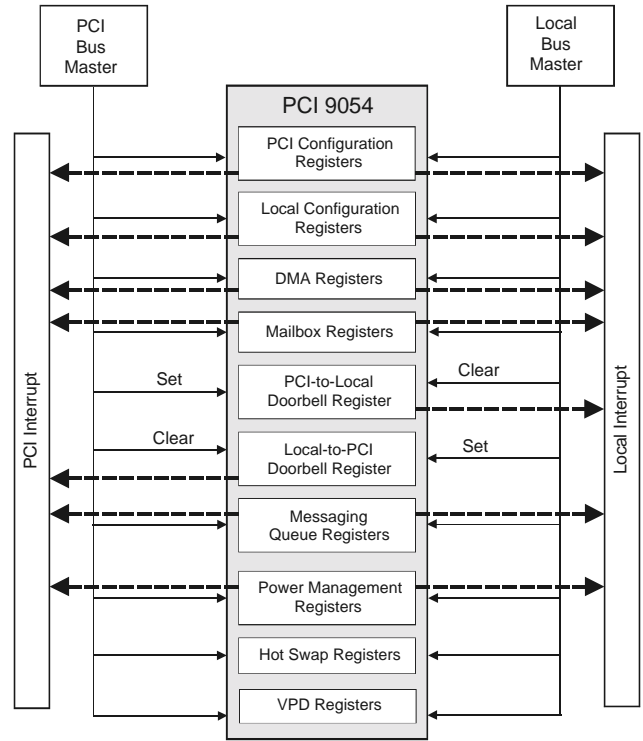 PCI
Bus
Master
Local
Bus
Master
PCI 9054
PCI Configuration
Registers
Local Configuration
Registers
DMA Registers
Mailbox Registers
Set
PCI-to-Local
Doorbell Register
Clear
Clear
Local-to-PCI
Doorbell Register
Set
Messaging
Queue Registers
Power Management
Registers
Hot Swap Registers
VPD Registers
PCI Interrupt
Local Interrupt